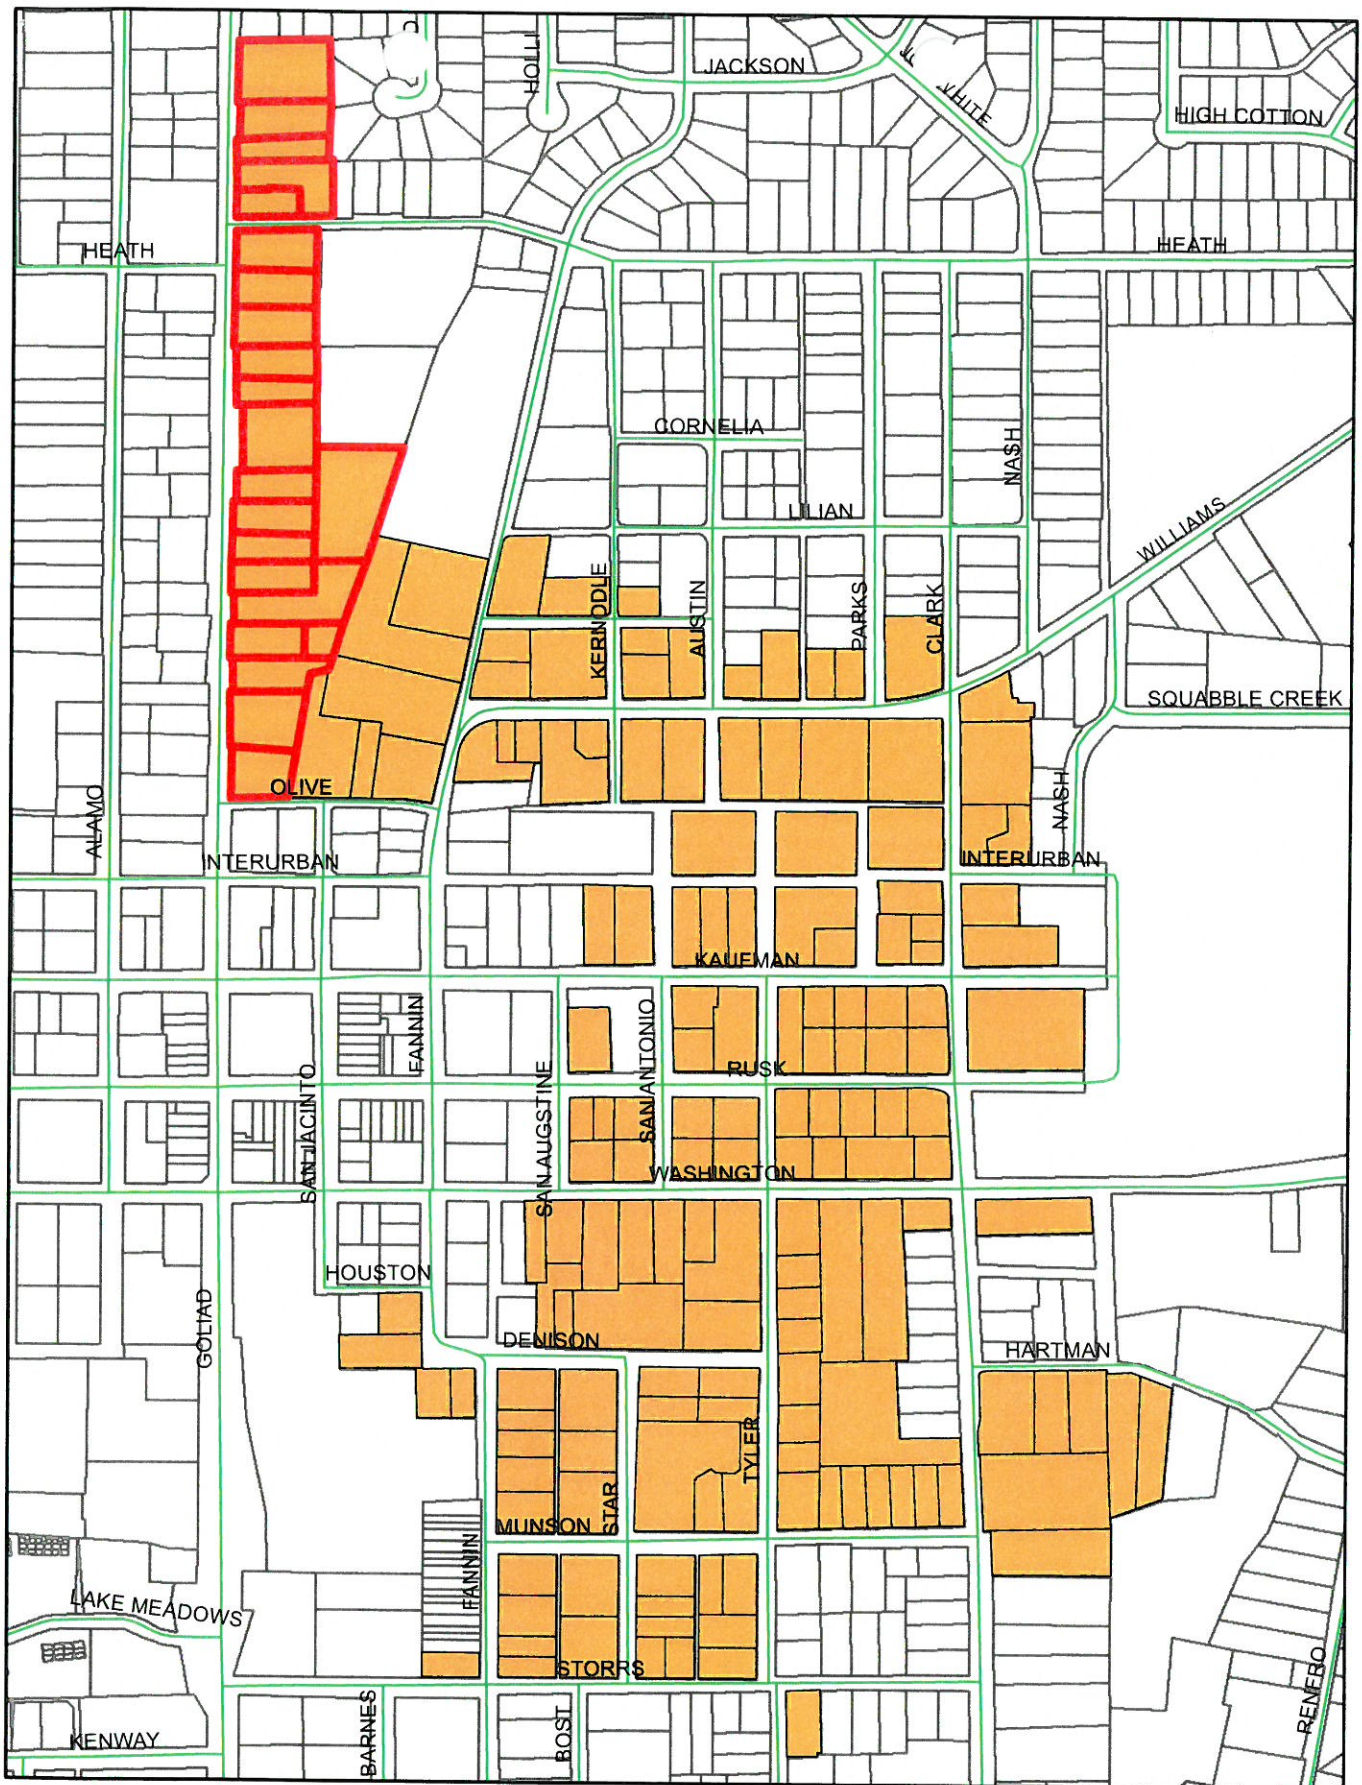 HOLLI
JACKSON
WHITE
HIGH COTTON
HEATH
HEATH
CORNELIA
NASH
LILIAN
WILLIAMS
KERNODLE
AUSTIN
PARKS
CLARK
SQUABBLE CREEK
OLIVE
ALAMO
NASH
INTERURBAN
INTERURBAN
KAUFMAN
FANNIN
SAN ANTONIO
RUSK
SAN JACINTO
SAN AUGSTINE
WASHINGTON
HOUSTON
GOLIAD
DENISON
HARTMAN
TYLER
STAR
MUNSON
FANNIN
LAKE MEADOWS
STORRS
RENFRO
BARNES
BOST
KENWAY